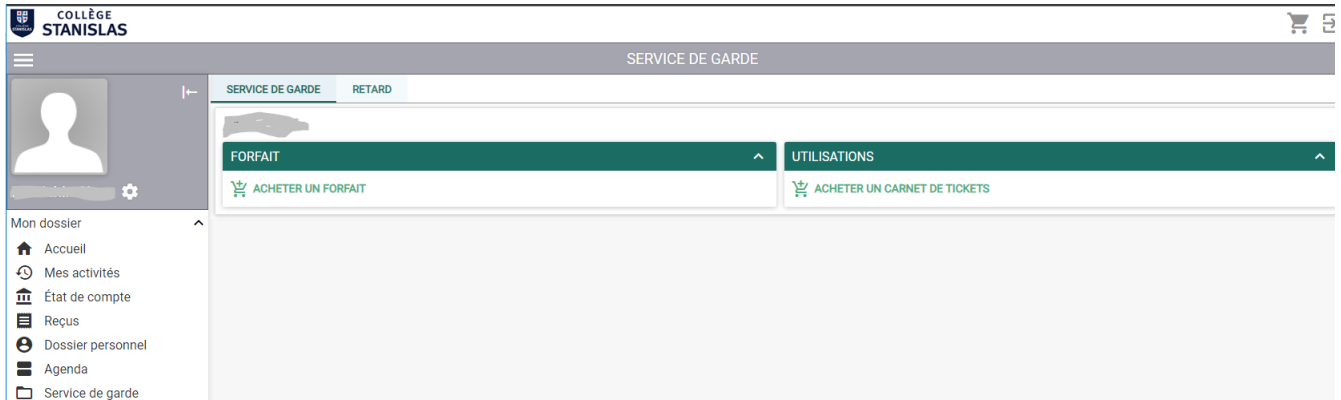 COLLÈGE
STANISLAS
SERVICE DE GARDE
SERVICE DE GARDE RETARD
FORFAIT
UTILISATIONS
ACHETER UN FORFAIT
ACHETER UN CARNET DE TICKETS
Mon dossier
Accueil
Mes activités
État de compte
Reçus
Dossier personnel
Agenda
Service de garde